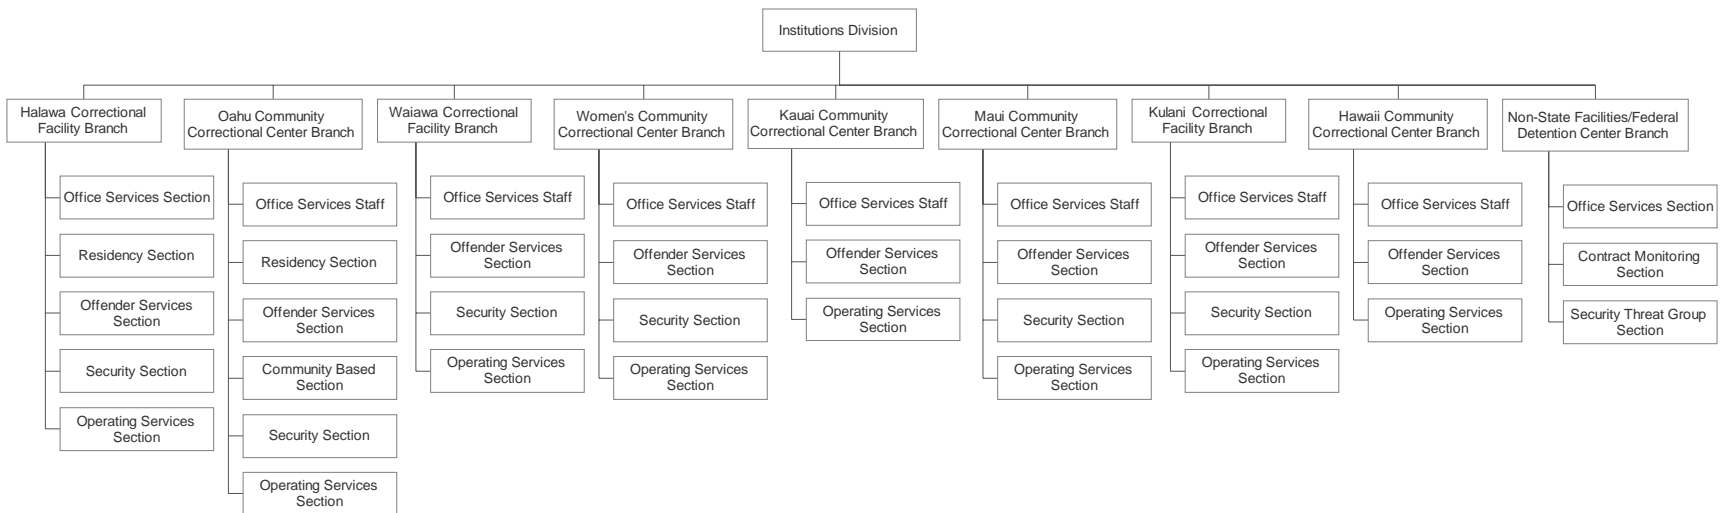 Institutions Division
Halawa Correctional
Facility Branch
Oahu Community
Correctional Center Branch
Waiawa Correctional
Facility Branch
Women's Community
Correctional Center Branch
Kauai Community
Correctional Center Branch
Maui Community
Correctional Center Branch
Kulani Correctional
Facility Branch
Hawaii Community
Correctional Center Branch
Non-State Facilities/Federal
Detention Center Branch
Office Services Section
Residency Section
Offender Services
Section
Security Section
Operating Services
Section
Office Services Staff
Residency Section
Offender Services
Section
Community Based
Section
Security Section
Operating Services
Section
Office Services Staff
Offender Services
Section
Security Section
Operating Services
Section
Office Services Staff
Offender Services
Section
Security Section
Operating Services
Section
Office Services Staff
Offender Services
Section
Operating Services
Section
Office Services Staff
Offender Services
Section
Security Section
Operating Services
Section
Office Services Staff
Offender Services
Section
Security Section
Operating Services
Section
Office Services Staff
Offender Services
Section
Operating Services
Section
Office Services Section
Contract Monitoring
Section
Security Threat Group
Section